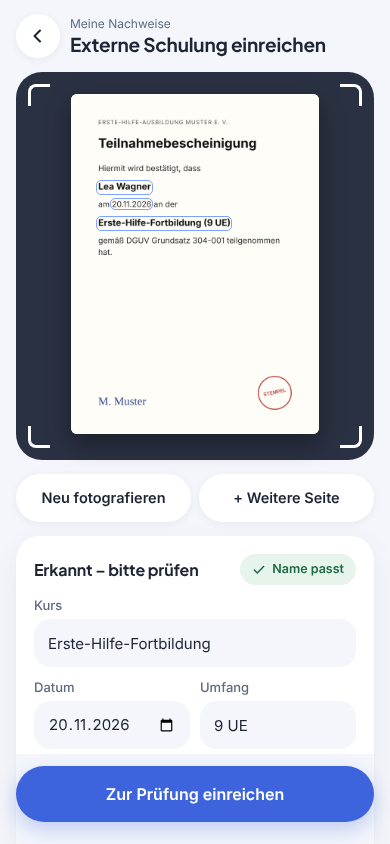 Meine Nachweise
Externe Schulung einreichen
ERSTE-HILFE-AUSBILDUNG MUSTER E. V.
Teilnahmebescheinigung
Hiermit wird bestätigt, dass
Lea Wagner
am 20.11.2026 an der
Erste-Hilfe-Fortbildung (9 UE)
gemäß DGUV Grundsatz 304-001 teilgenommen
hat.
M. Muster
STEMPEL
Neu fotografieren
+ Weitere Seite
Erkannt – bitte prüfen
Name passt
Kurs
Erste-Hilfe-Fortbildung
Datum
Umfang
20.11.2026
9 UE
Zur Prüfung einreichen